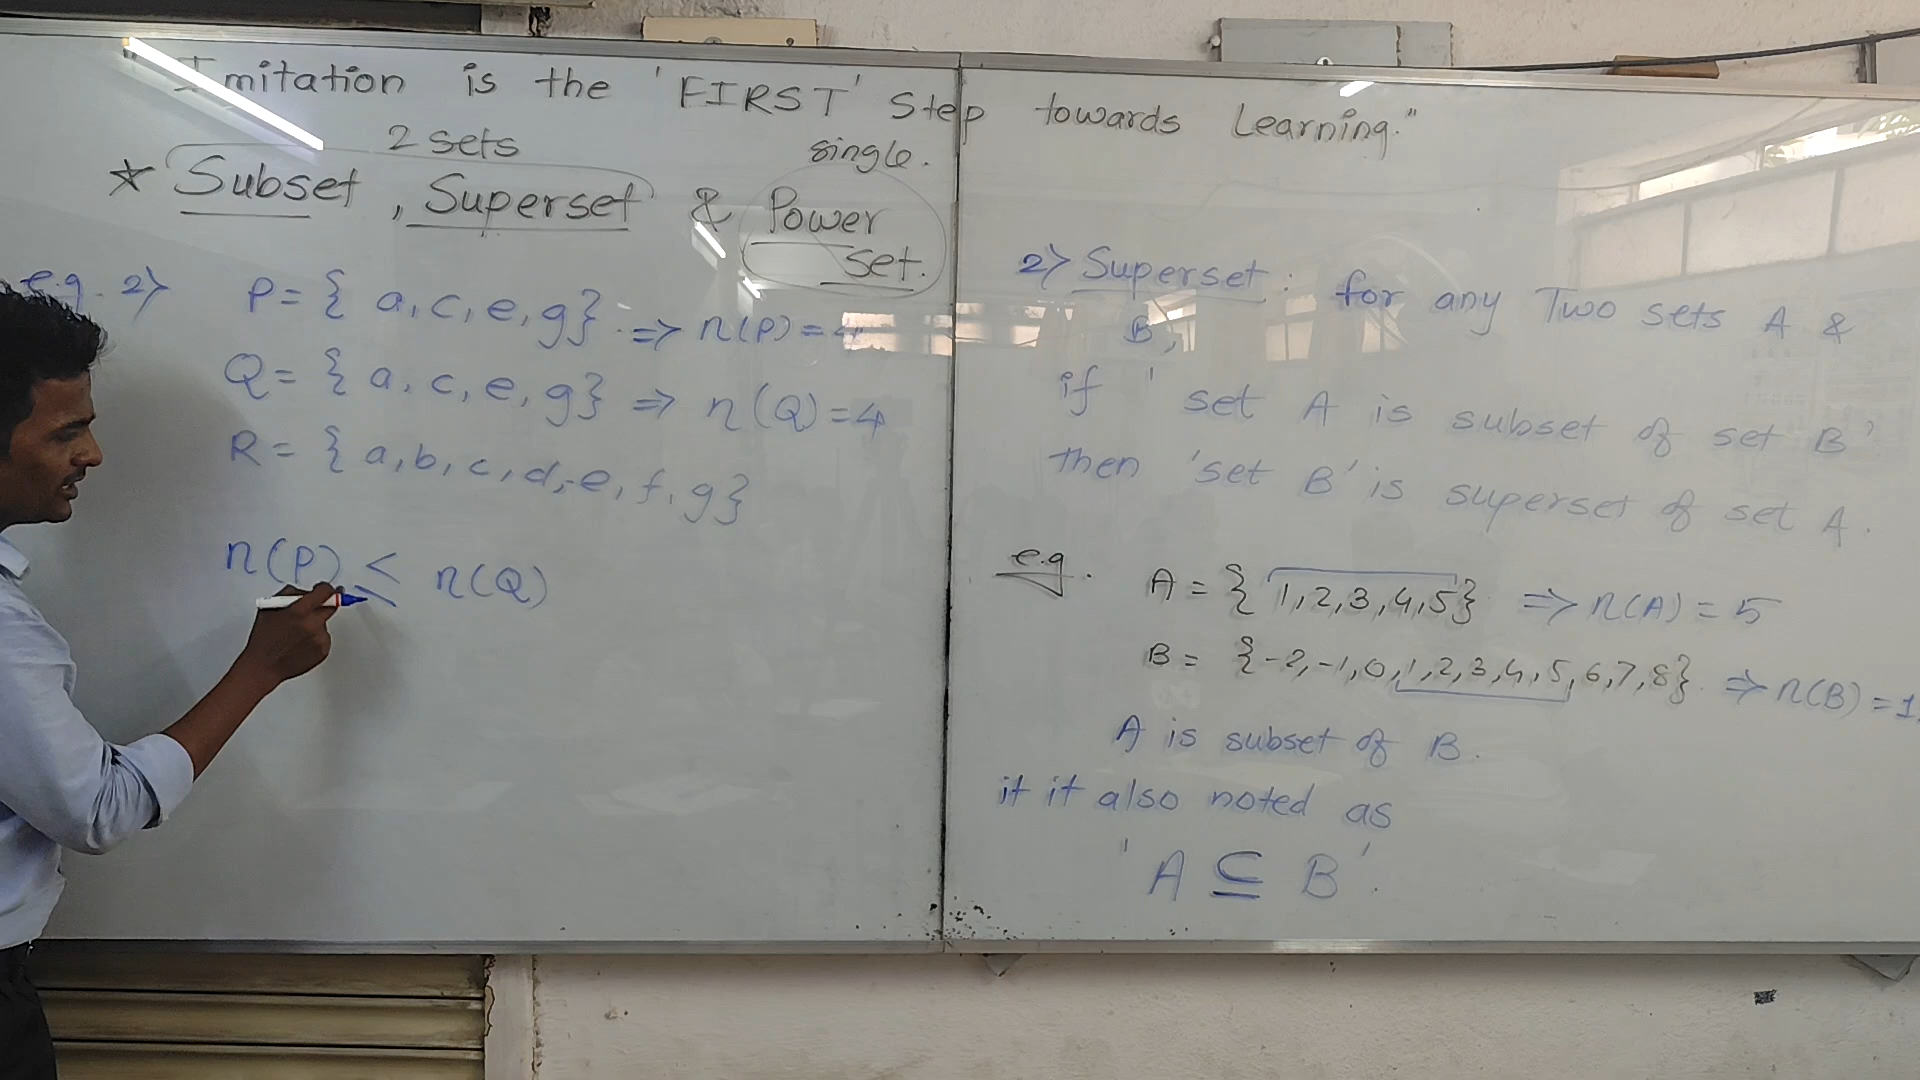 " Imitation is the 'FIRST' Step towards Learning."
2 sets single.
* Subset, Superset & Power set.
e.g. 2> P = { a, c, e, g} => n(P) = 4
Q = { a, c, e, g} => n(Q) = 4
R = { a, b, c, d, e, f, g}
n(P) ≤ n(Q)
2> Superset : for any Two sets A &
B,
if ' set A is subset of set B'
then 'set B' is superset of set A.
e.g. A = { 1, 2, 3, 4, 5} => n(A) = 5
B = {-2, -1, 0, 1, 2, 3, 4, 5, 6, 7, 8} => n(B) = 1
A is subset of B.
it it also noted as
'A ⊆ B'.